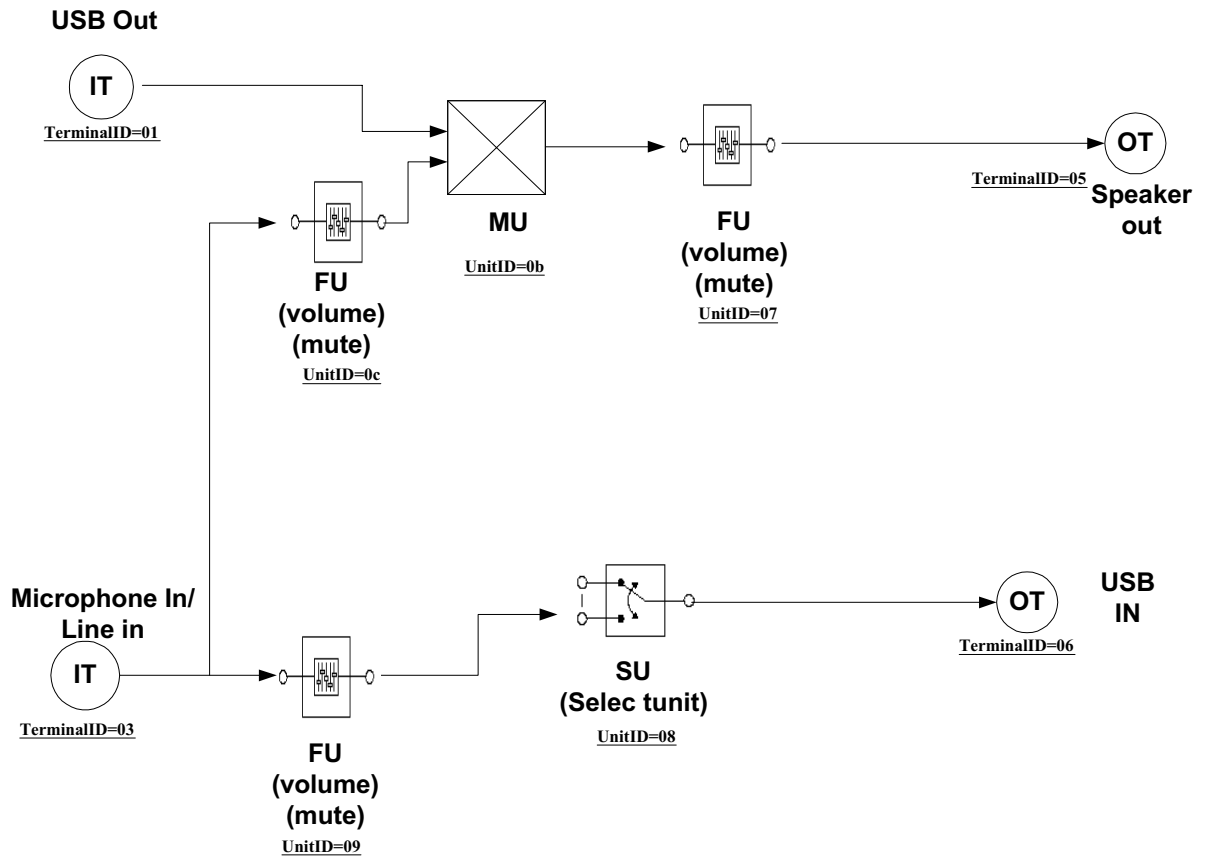 USB Out
IT
TerminalID=01
MU
UnitID=0b
FU
(volume)
(mute)
UnitID=07
OT
TerminalID=05
Speaker
out
FU
(volume)
(mute)
UnitID=0c
Microphone In/
Line in
IT
TerminalID=03
FU
(volume)
(mute)
UnitID=09
SU
(Selec tunit)
UnitID=08
OT
TerminalID=06
USB
IN